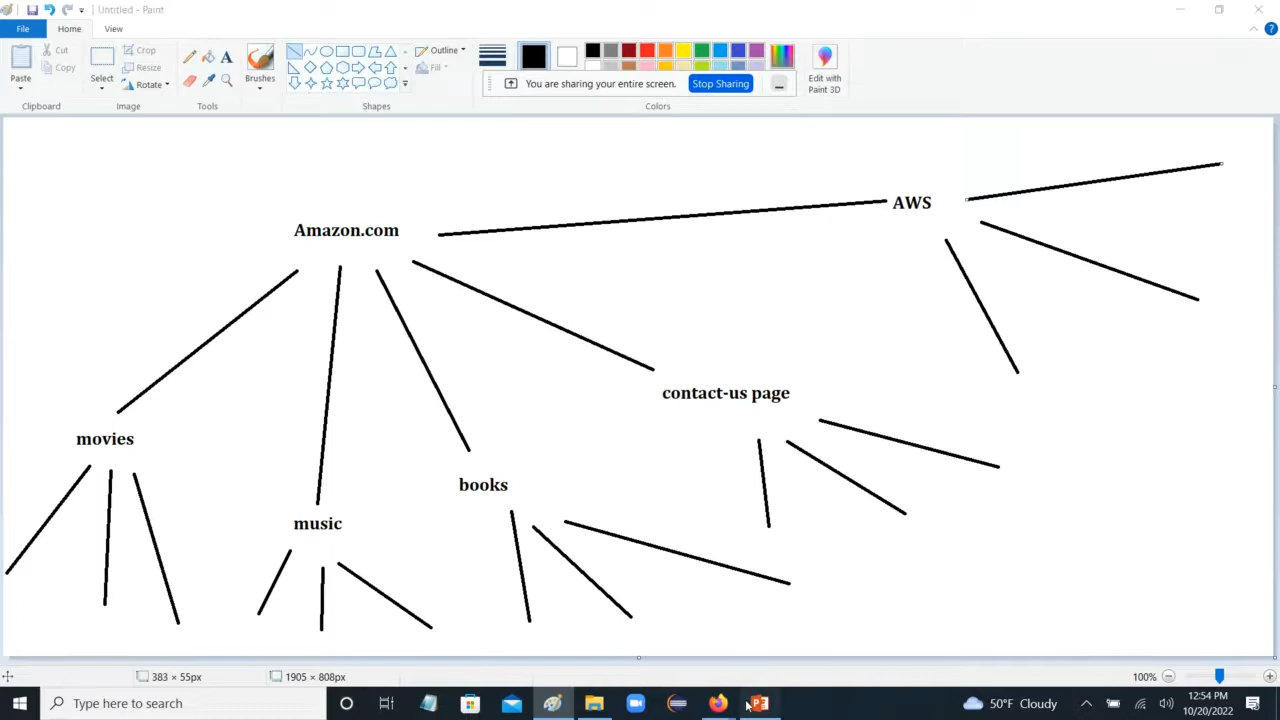 Untitled - Paint
File
Home
View
Paste
Cut
Copy
Clipboard
Select
Crop
Resize
Rotate
Image
Tools
Brushes
Shapes
Outline
Fill
You are sharing your entire screen.
Stop Sharing
Colors
Edit with
Paint 3D
AWS
Amazon.com
contact-us page
movies
books
music
383 × 55px
1905 × 808px
100%
Type here to search
50°F Cloudy
12:54 PM
10/20/2022